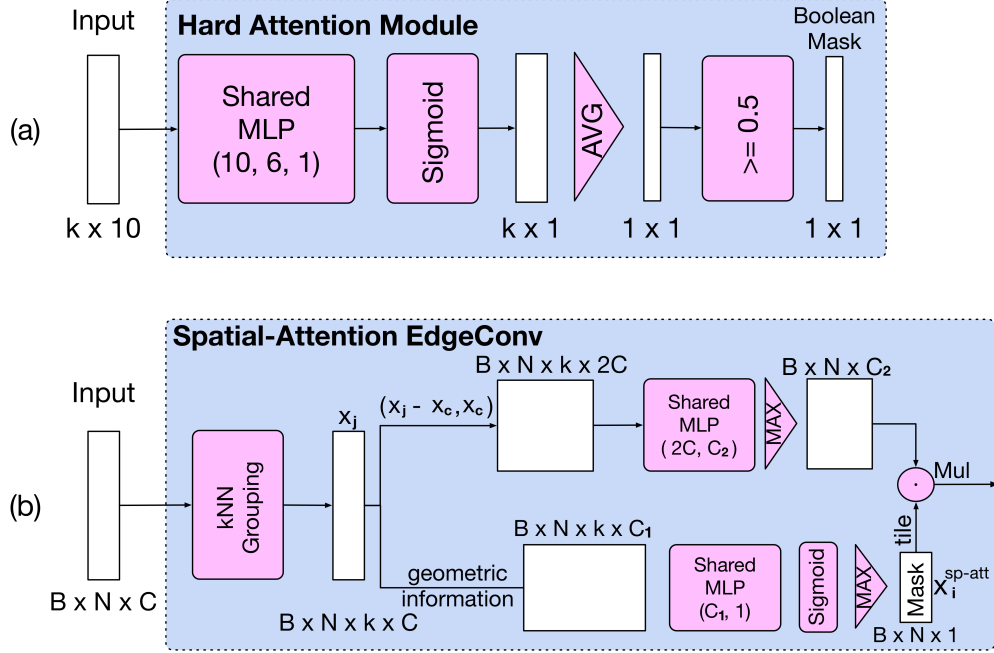 Input
Hard Attention Module
Boolean
Mask
(a)
Shared
MLP
(10, 6, 1)
Sigmoid
AVG
>= 0.5
k x 10
k x 1
1 x 1
1 x 1
Spatial-Attention EdgeConv
Input
(b)
B x N x C
kNN
Grouping
xⱼ
B x N x k x C
(xⱼ - x_c, x_c)
B x N x k x 2C
Shared
MLP
( 2C, C₂)
MAX
B x N x C₂
Mul
geometric
information
B x N x k x C₁
Shared
MLP
(C₁, 1)
Sigmoid
MAX
tile
Mask
xᵢ^sp-att
B x N x 1